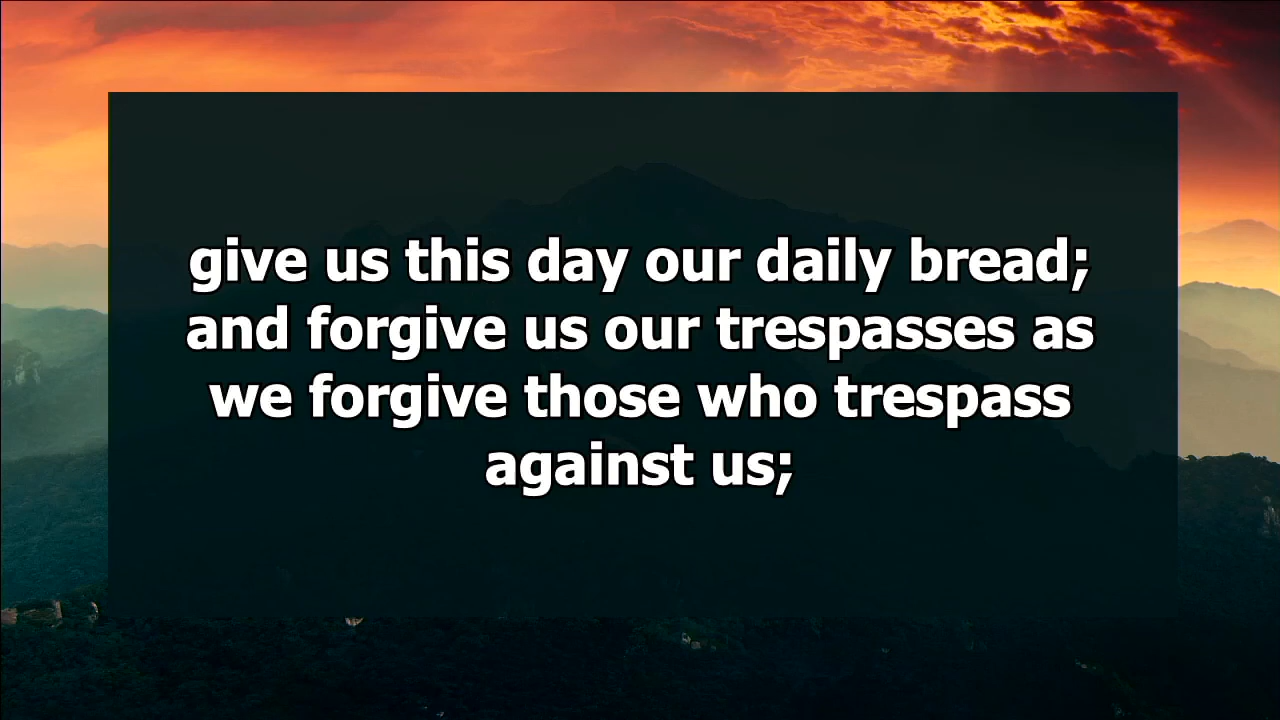 give us this day our daily bread;
and forgive us our trespasses as
we forgive those who trespass
against us;